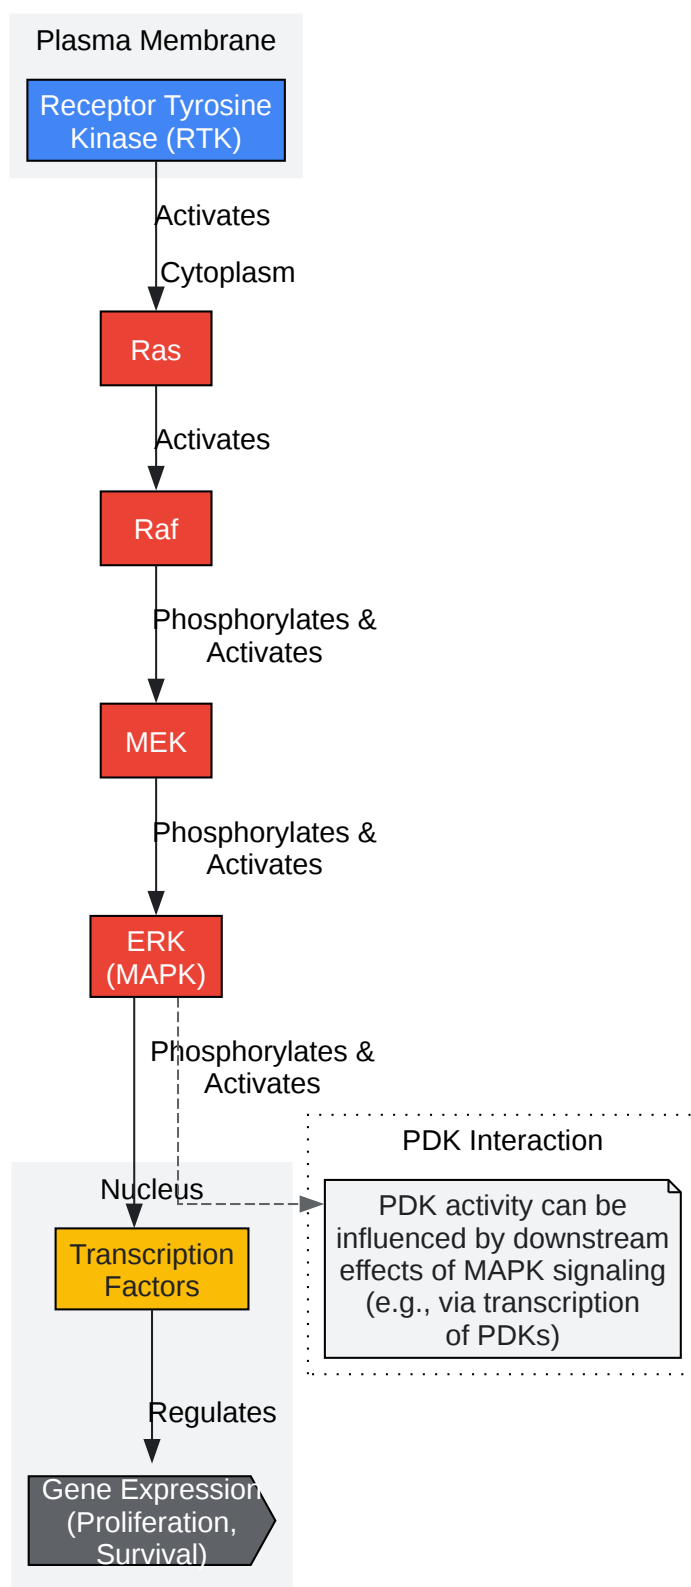 Plasma Membrane
Receptor Tyrosine
Kinase (RTK)
Activates
Cytoplasm
Ras
Activates
Raf
Phosphorylates &
Activates
MEK
Phosphorylates &
Activates
ERK
(MAPK)
Phosphorylates &
Activates
PDK Interaction
PDK activity can be
influenced by downstream
effects of MAPK signaling
(e.g., via transcription
of PDKs)
Nucleus
Transcription
Factors
Regulates
Gene Expression
(Proliferation,
Survival)